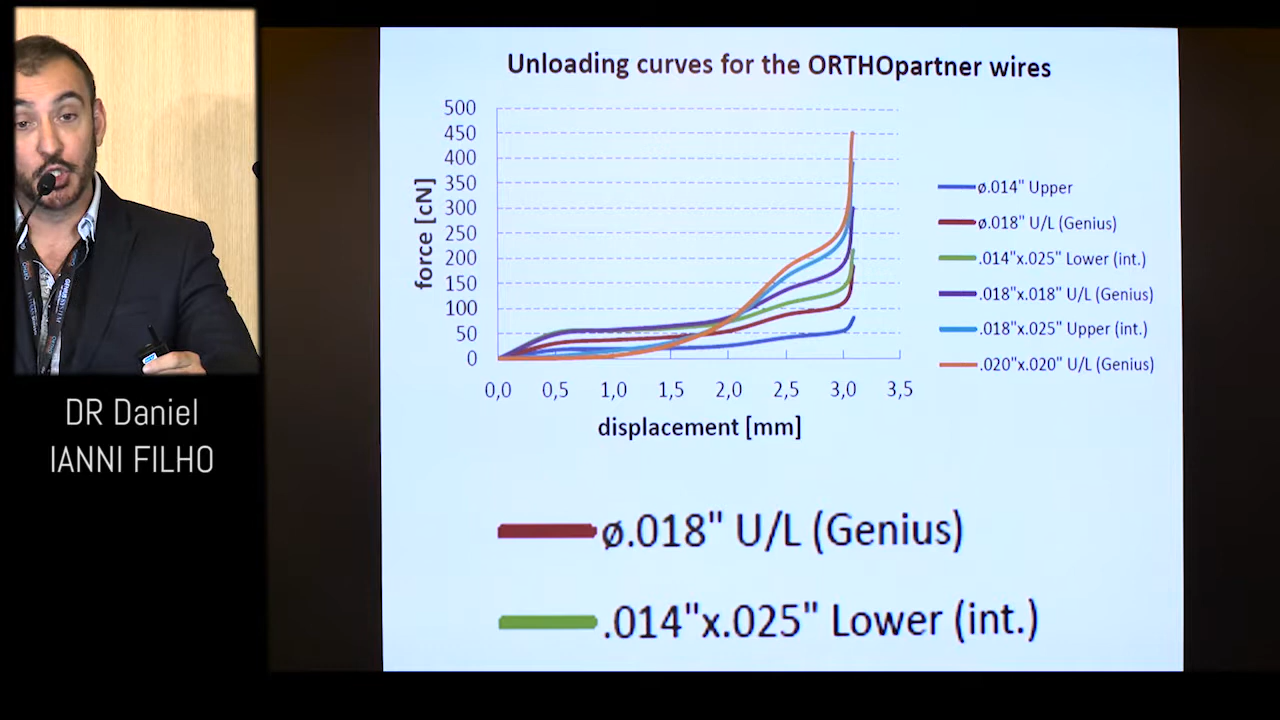 Unloading curves for the ORTHOpartner wires
500
450
400
350
300
250
200
150
100
50
0
force [cN]
0,0 0,5 1,0 1,5 2,0 2,5 3,0 3,5
displacement [mm]
ø.014" Upper
ø.018" U/L (Genius)
.014"x.025" Lower (int.)
.018"x.018" U/L (Genius)
.018"x.025" Upper (int.)
.020"x.020" U/L (Genius)
ø.018" U/L (Genius)
.014"x.025" Lower (int.)
DR Daniel
IANNI FILHO